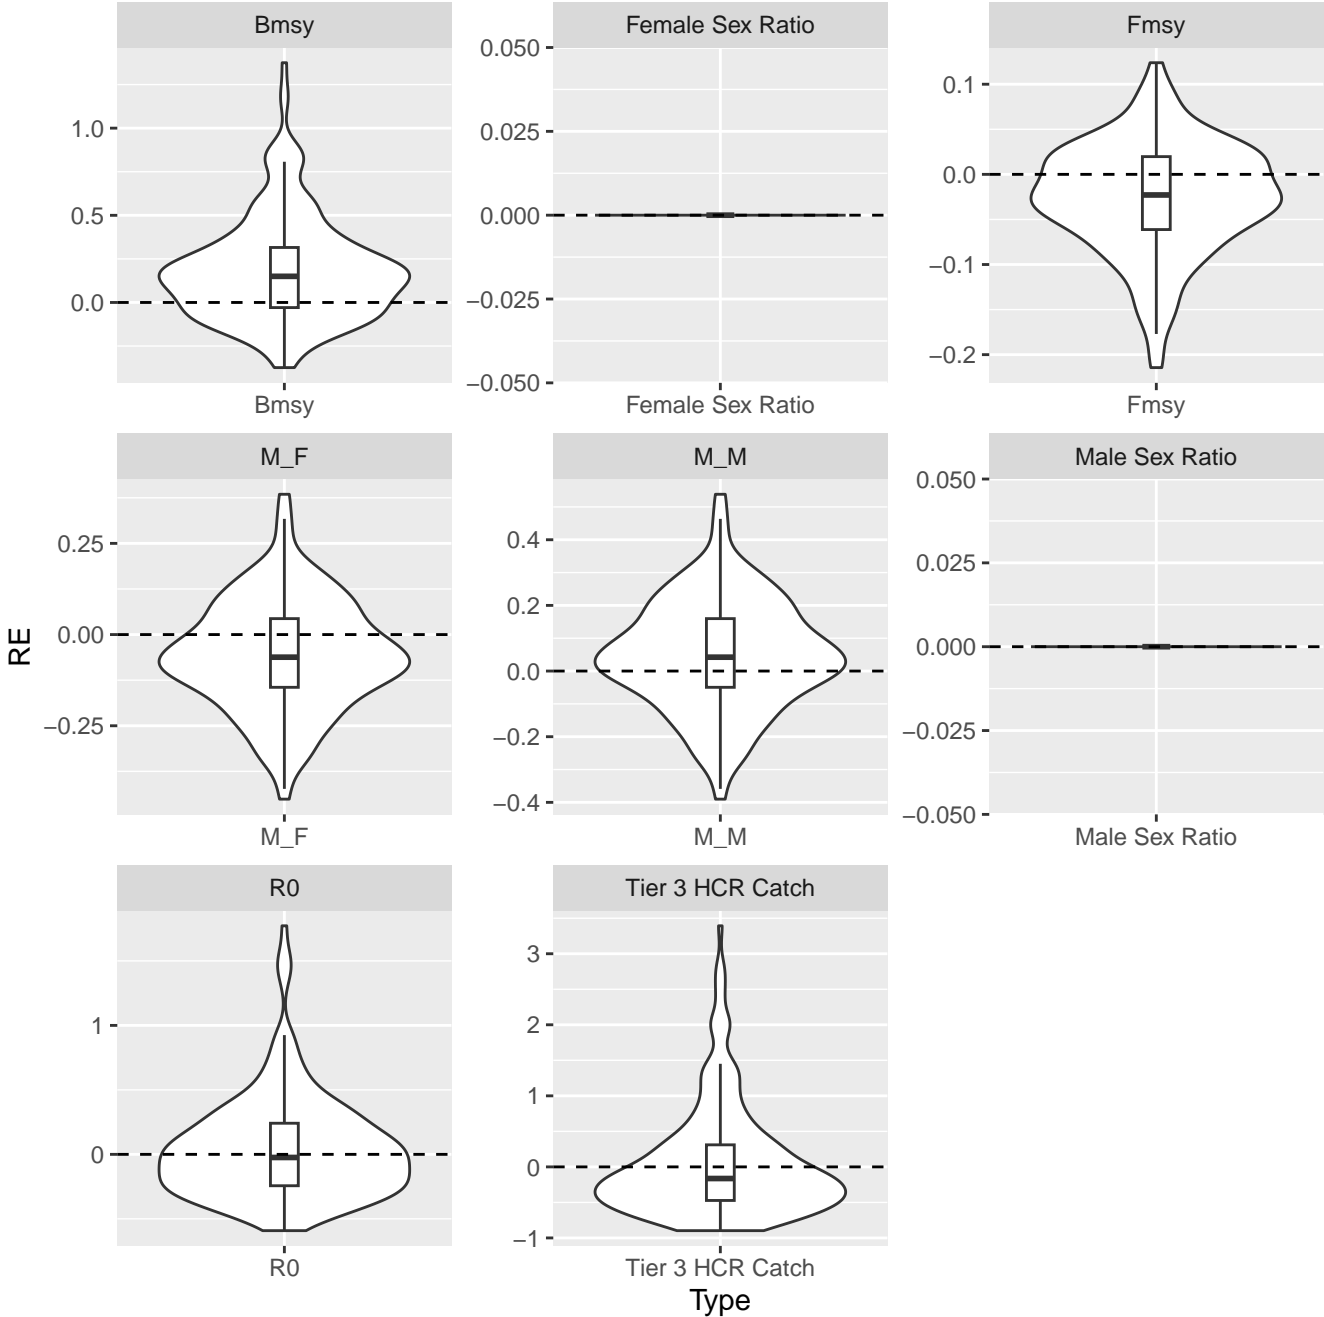 Bmsy
Female Sex Ratio
Fmsy
1.0
0.5
0.0
0.050
0.025
0.000
−0.025
−0.050
0.1
0.0
−0.1
−0.2
Bmsy
Female Sex Ratio
Fmsy
M_F
M_M
Male Sex Ratio
RE
0.25
0.00
−0.25
0.4
0.2
0.0
−0.2
−0.4
0.050
0.025
0.000
−0.025
−0.050
M_F
M_M
Male Sex Ratio
R0
Tier 3 HCR Catch
1
0
3
2
1
0
−1
R0
Tier 3 HCR Catch
Type